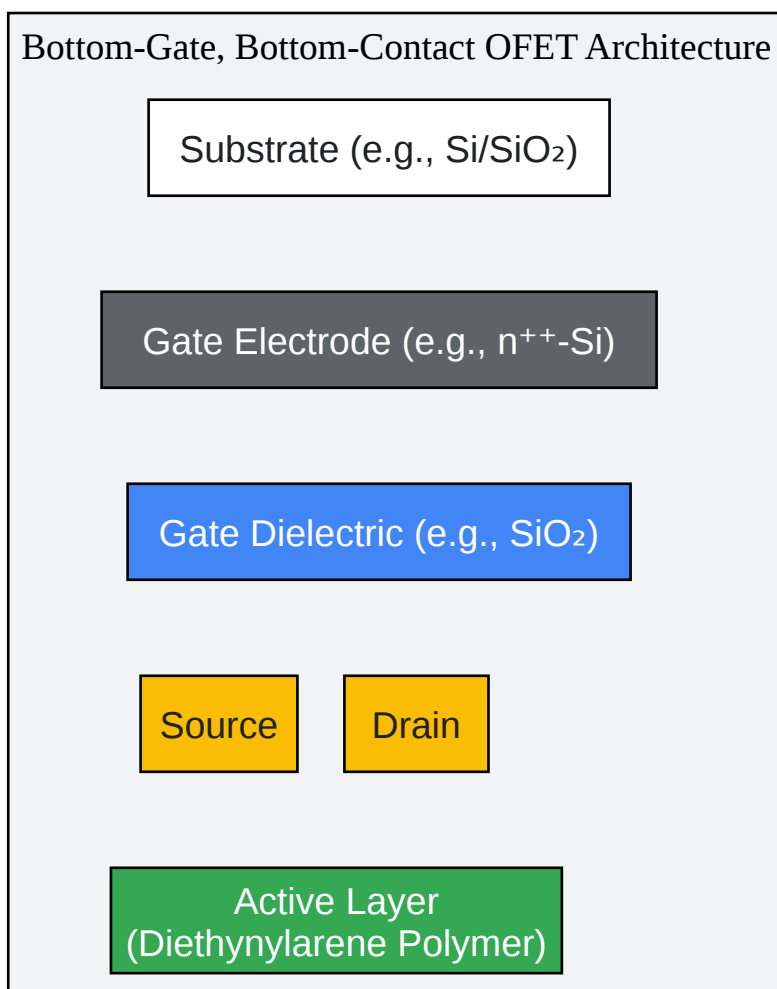 Bottom-Gate, Bottom-Contact OFET Architecture
Substrate (e.g., Si/SiO₂)
Gate Electrode (e.g., n⁺⁺-Si)
Gate Dielectric (e.g., SiO₂)
Source
Drain
Active Layer
(Diethynylarene Polymer)